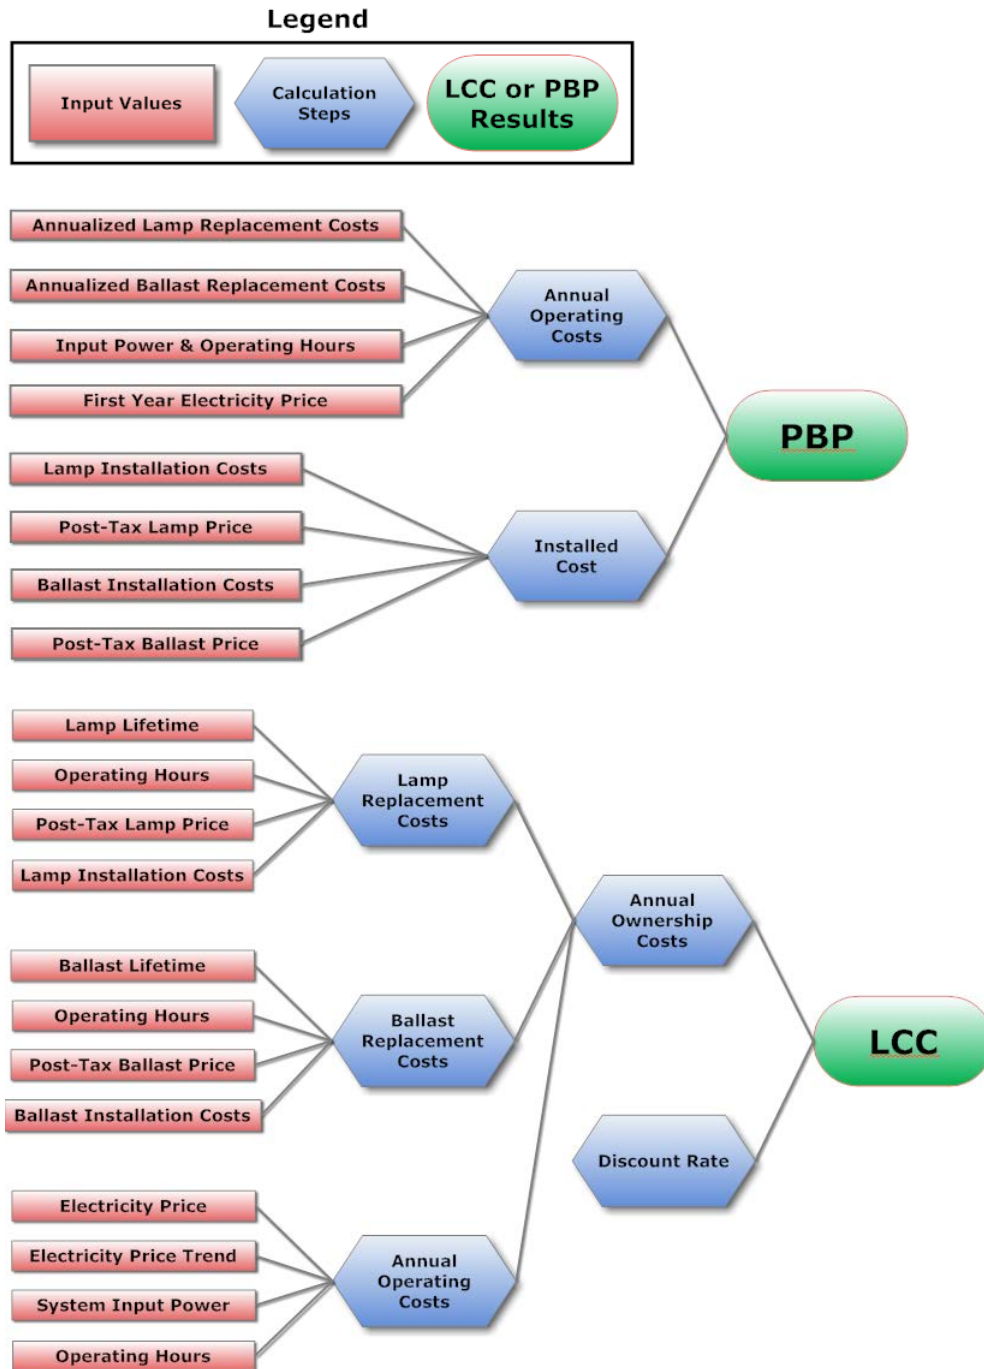 Legend
Input Values
Calculation
Steps
LCC or PBP
Results
Annualized Lamp Replacement Costs
Annualized Ballast Replacement Costs
Input Power & Operating Hours
First Year Electricity Price
Annual
Operating
Costs
Lamp Installation Costs
Post-Tax Lamp Price
Ballast Installation Costs
Post-Tax Ballast Price
Installed
Cost
PBP
Lamp Lifetime
Operating Hours
Post-Tax Lamp Price
Lamp Installation Costs
Lamp
Replacement
Costs
Ballast Lifetime
Operating Hours
Post-Tax Ballast Price
Ballast Installation Costs
Ballast
Replacement
Costs
Electricity Price
Electricity Price Trend
System Input Power
Operating Hours
Annual
Operating
Costs
Annual
Ownership
Costs
Discount Rate
LCC